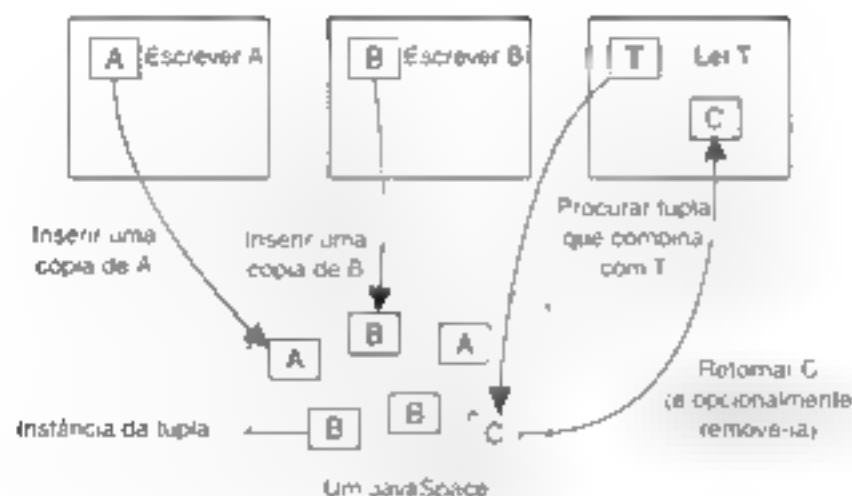 A Escrever A
B Escrever B
T Ler T
C
Inserir uma
cópia de A
Inserir uma
cópia de B
Procurar tupla
que combina
com T
B
A
A
Retornar C
(e opcionalmente
removê-la)
Instância da tupla
B
B
C
Um JavaSpace